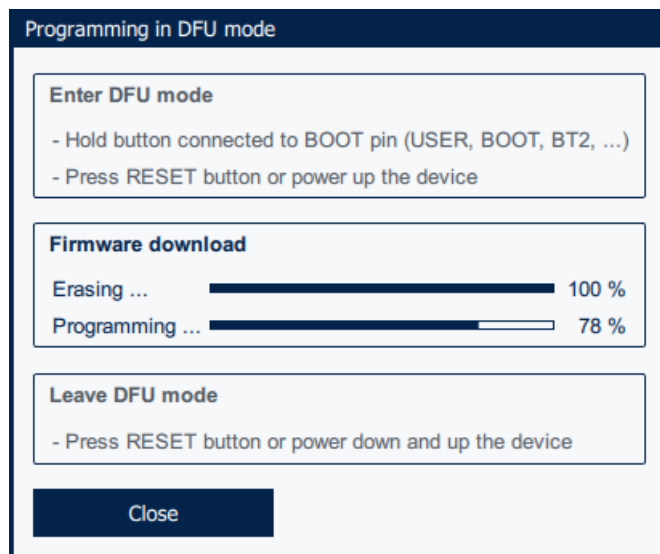 Programming in DFU mode
Enter DFU mode
- Hold button connected to BOOT pin (USER, BOOT, BT2, ...)
- Press RESET button or power up the device
Firmware download
Erasing ... 100 %
Programming ... 78 %
Leave DFU mode
- Press RESET button or power down and up the device
Close